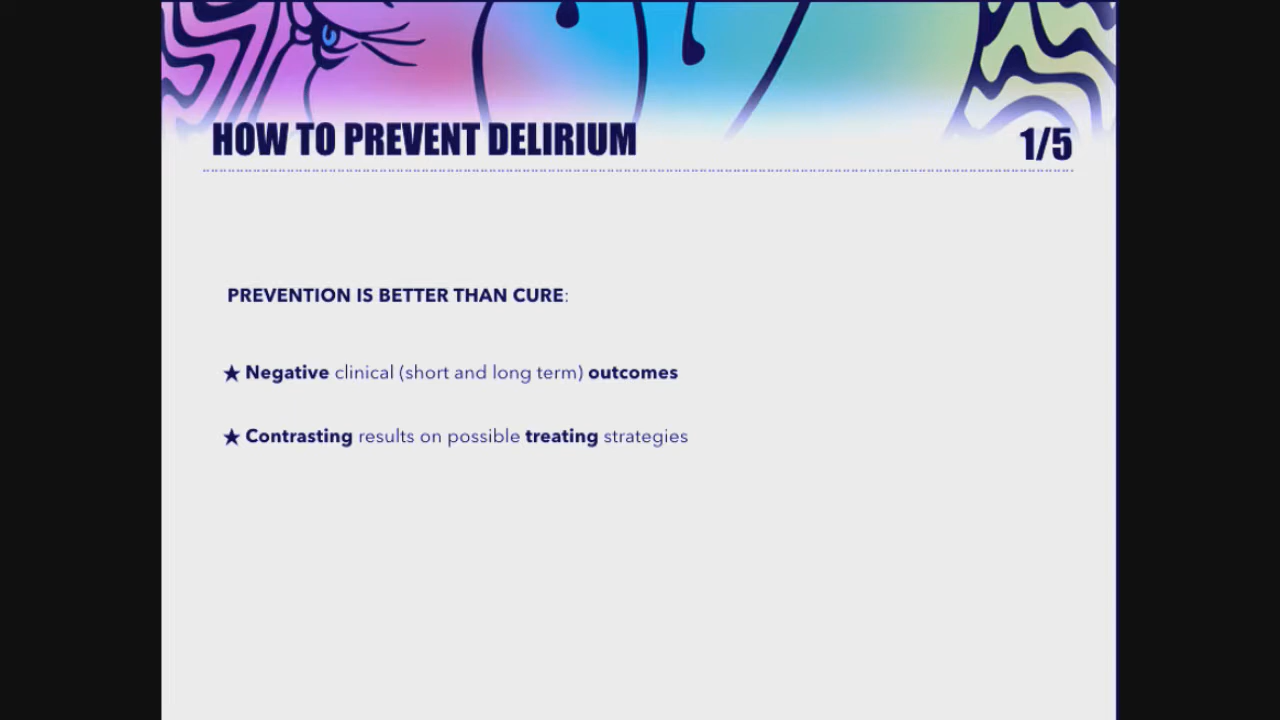 HOW TO PREVENT DELIRIUM
1/5
PREVENTION IS BETTER THAN CURE:
★ Negative clinical (short and long term) outcomes
★ Contrasting results on possible treating strategies